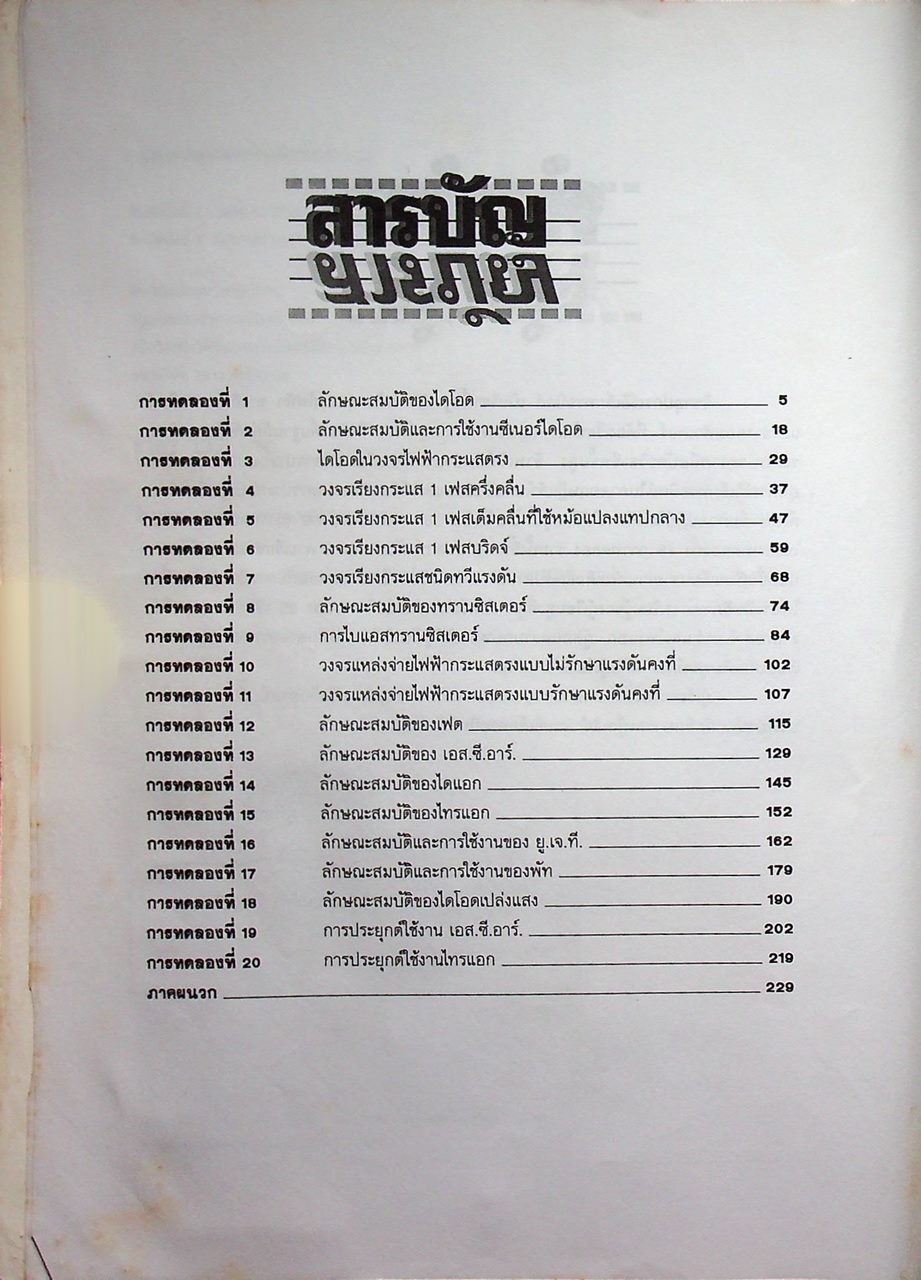 สารบัญ
การทดลองที่ 1 ลักษณะสมบัติของไดโอด 5
การทดลองที่ 2 ลักษณะสมบัติและการใช้งานซีเนอร์ไดโอด 18
การทดลองที่ 3 ไดโอดในวงจรไฟฟ้ากระแสตรง 29
การทดลองที่ 4 วงจรเรียงกระแส 1 เฟสครึ่งคลื่น 37
การทดลองที่ 5 วงจรเรียงกระแส 1 เฟสเต็มคลื่นที่ใช้หม้อแปลงแทปกลาง 47
การทดลองที่ 6 วงจรเรียงกระแส 1 เฟสบริดจ์ 59
การทดลองที่ 7 วงจรเรียงกระแสชนิดทวีแรงดัน 68
การทดลองที่ 8 ลักษณะสมบัติของทรานซิสเตอร์ 74
การทดลองที่ 9 การไบแอสทรานซิสเตอร์ 84
การทดลองที่ 10 วงจรแหล่งจ่ายไฟฟ้ากระแสตรงแบบไม่รักษาแรงดันคงที่ 102
การทดลองที่ 11 วงจรแหล่งจ่ายไฟฟ้ากระแสตรงแบบรักษาแรงดันคงที่ 107
การทดลองที่ 12 ลักษณะสมบัติของเฟต 115
การทดลองที่ 13 ลักษณะสมบัติของ เอส.ซี.อาร์. 129
การทดลองที่ 14 ลักษณะสมบัติของไดแอก 145
การทดลองที่ 15 ลักษณะสมบัติของไทรแอก 152
การทดลองที่ 16 ลักษณะสมบัติและการใช้งานของ ยู.เจ.ที. 162
การทดลองที่ 17 ลักษณะสมบัติและการใช้งานของพัท 179
การทดลองที่ 18 ลักษณะสมบัติของไดโอดเปล่งแสง 190
การทดลองที่ 19 การประยุกต์ใช้งาน เอส.ซี.อาร์. 202
การทดลองที่ 20 การประยุกต์ใช้งานไทรแอก 219
ภาคผนวก 229